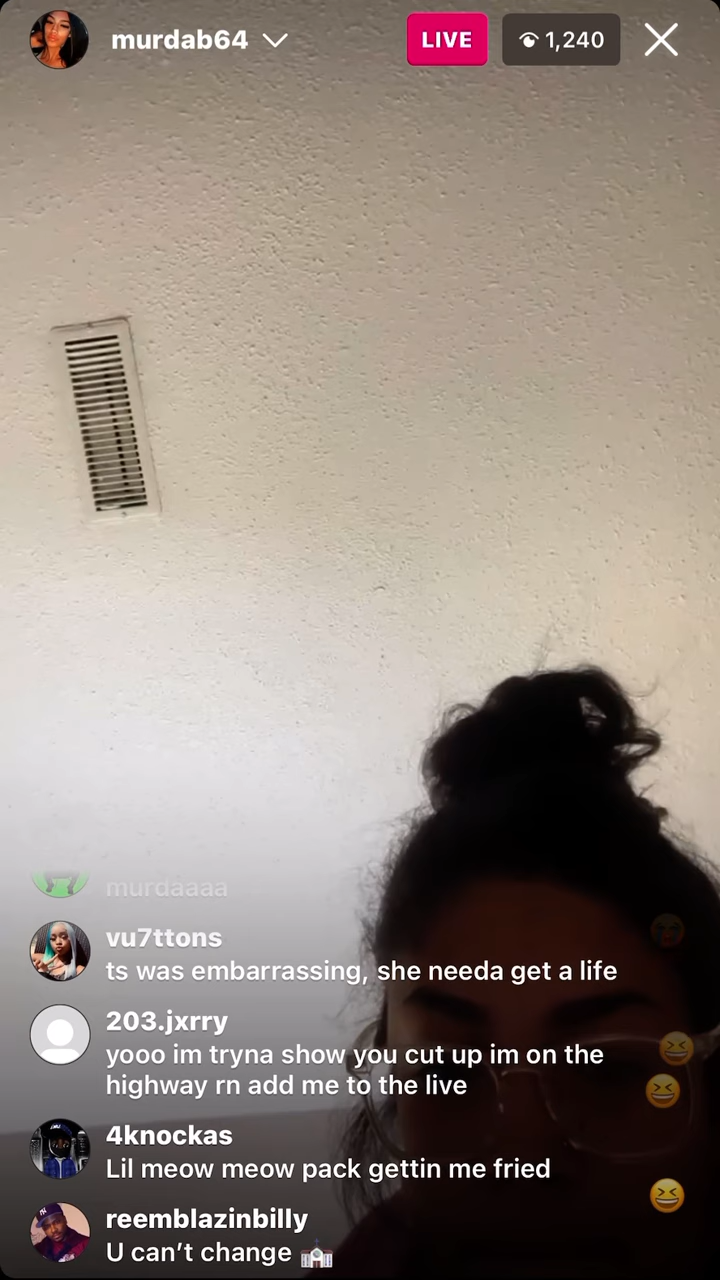 murdab64
LIVE
1,240
murdaaaa
vu7ttons
ts was embarrassing, she needa get a life
203.jxrry
yooo im tryna show you cut up im on the
highway rn add me to the live
4knockas
Lil meow meow pack gettin me fried
reemblazinbilly
U can’t change 💒